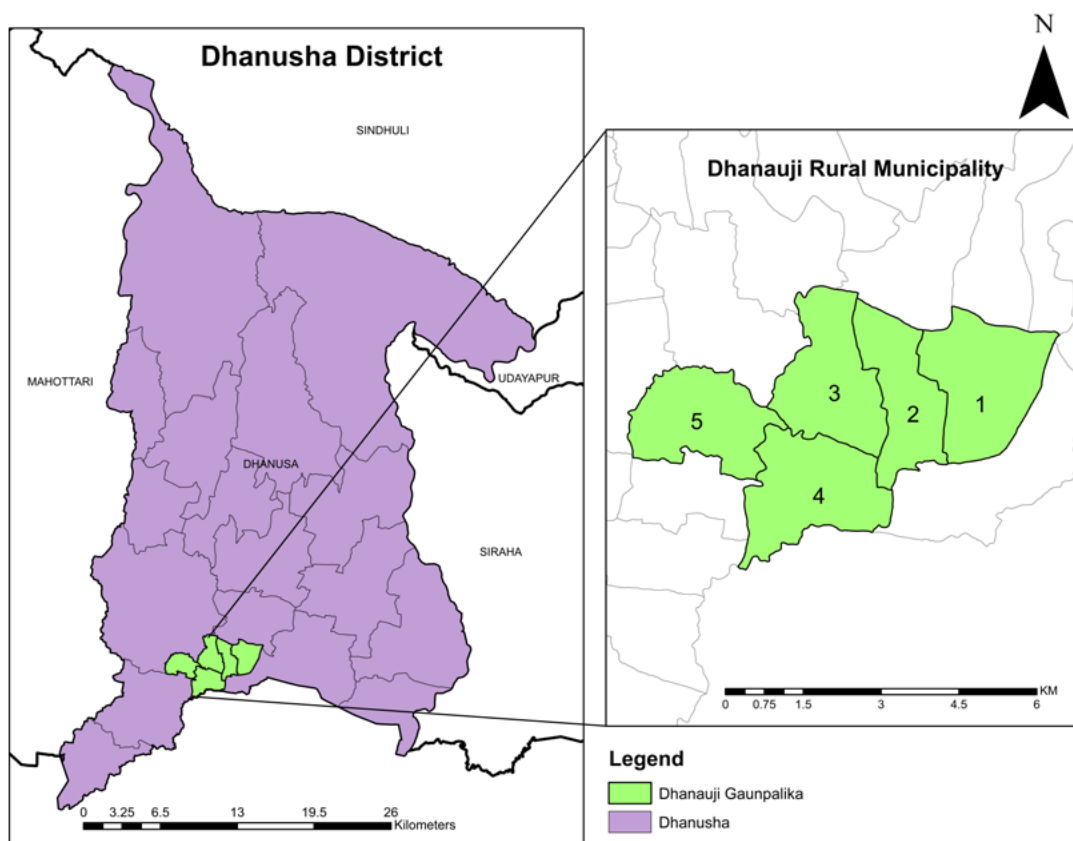 Dhanusha District
SINDHULI
MAHOTTARI
UDAYAPUR
DHANUSA
SIRAHA
0 3.25 6.5 13 19.5 26
Kilometers
N
Dhanauji Rural Municipality
1
2
3
4
5
KM
0 0.75 1.5 3 4.5 6
Legend
Dhanauji Gaunpalika
Dhanusha